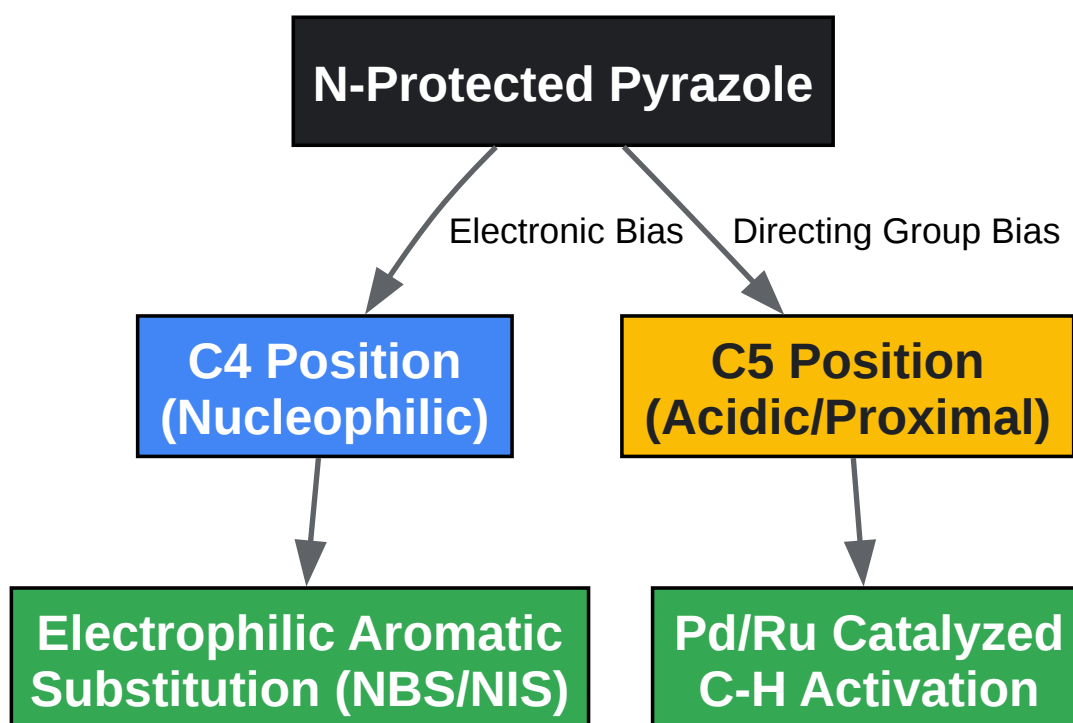 N-Protected Pyrazole
Electronic Bias
Directing Group Bias
C4 Position
(Nucleophilic)
C5 Position
(Acidic/Proximal)
Electrophilic Aromatic
Substitution (NBS/NIS)
Pd/Ru Catalyzed
C-H Activation